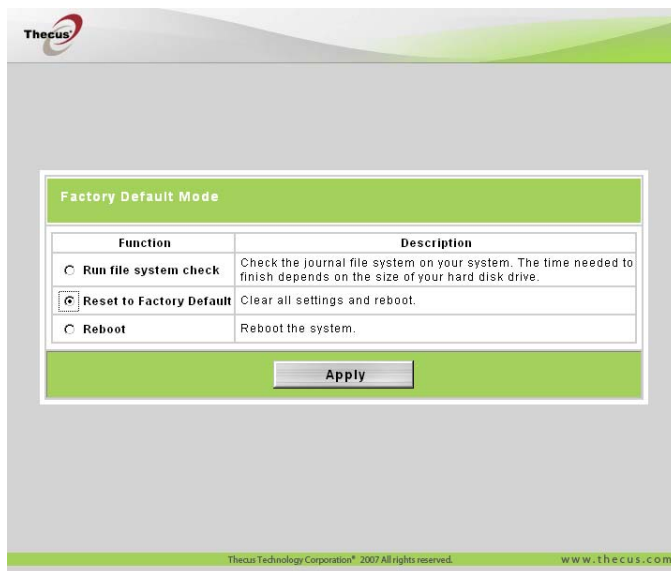 Thecus
Factory Default Mode
Function Description
Run file system check Check the journal file system on your system. The time needed to
finish depends on the size of your hard disk drive.
Reset to Factory Default Clear all settings and reboot.
Reboot Reboot the system.
Apply
Thecus Technology Corporation® 2007 All rights reserved. www.thecus.com